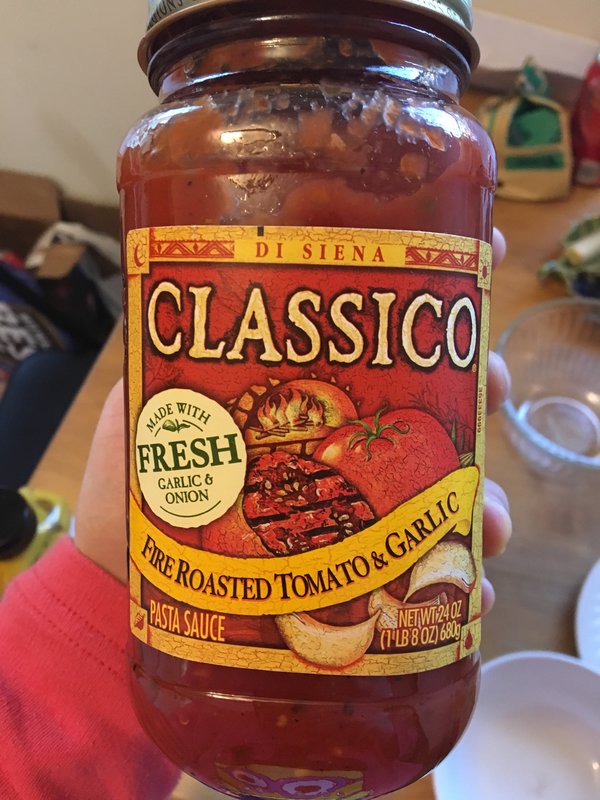 DI SIENA
CLASSICO
MADE WITH
FRESH
GARLIC &
ONION
FIRE ROASTED TOMATO & GARLIC
PASTA SAUCE
NET WT 24 OZ
(1 LB 8 OZ) 680g